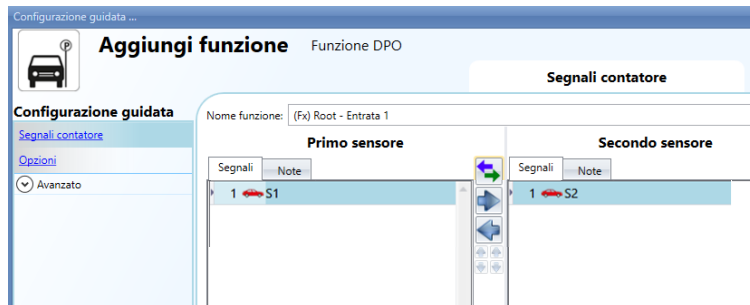 Configurazione guidata ...
P
Aggiungi funzione Funzione DPO
Segnali contatore
Configurazione guidata
Segnali contatore
Opzioni
Avanzato
Nome funzione: (Fx) Root - Entrata 1
Primo sensore Secondo sensore
Segnali Note Segnali Note
1 S1 1 S2